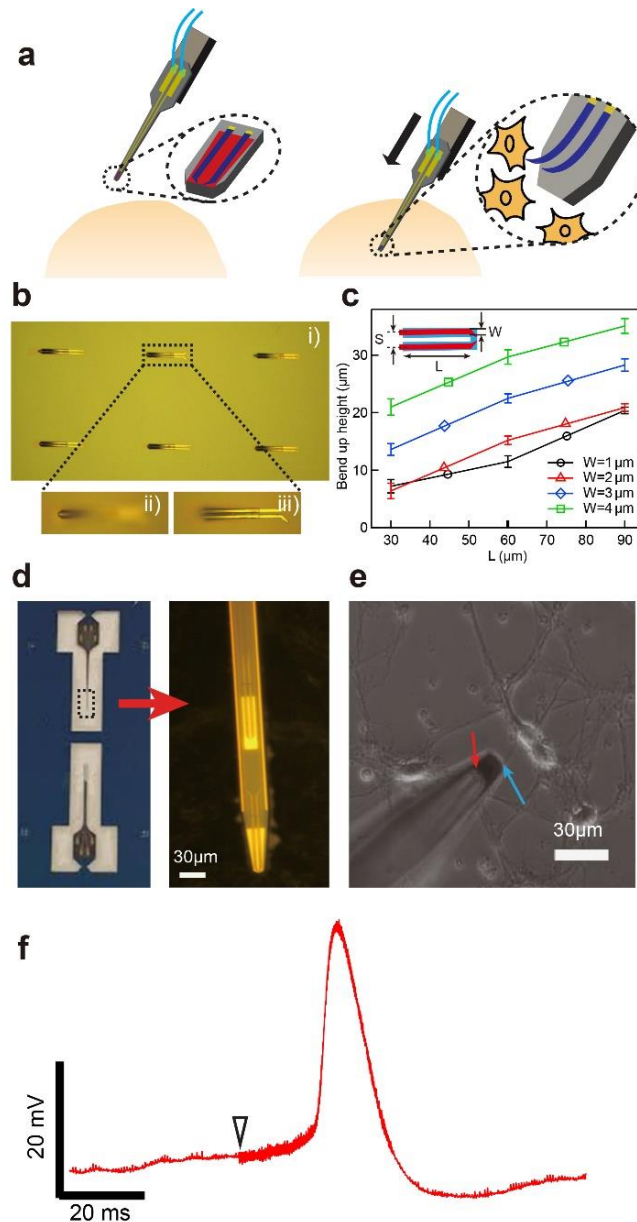 a
b
i)
ii)
iii)
c
S
W
L
Bend up height (μm)
30
20
10
0
W=1 μm
W=2 μm
W=3 μm
W=4 μm
30
40
50
60
70
80
90
L (μm)
d
30μm
e
30μm
f
20 mV
20 ms